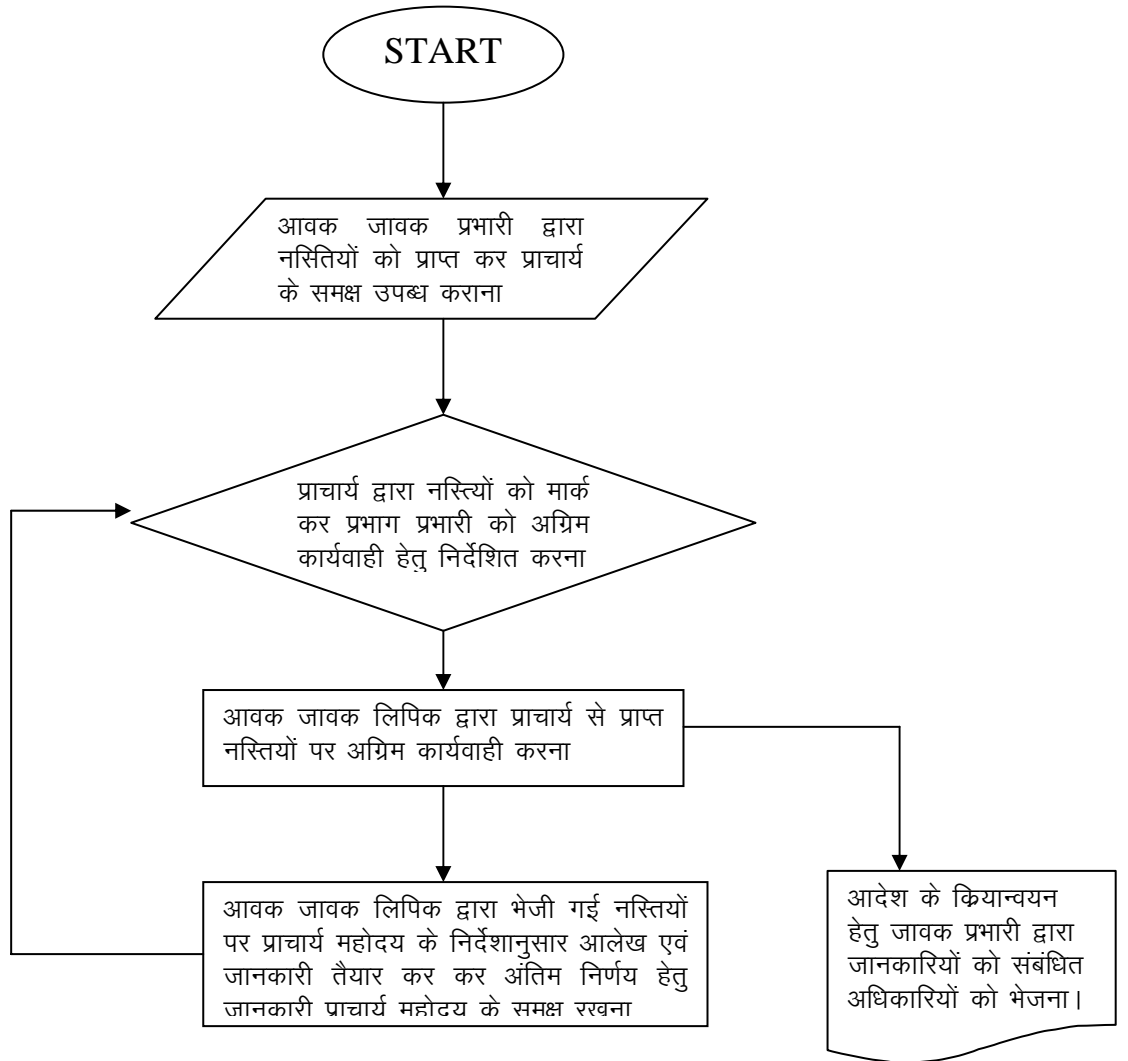 START
आवक जावक प्रभारी द्वारा
नसितियों को प्राप्त कर प्राचार्य
के समक्ष उपब्ध कराना
प्राचार्य द्वारा नस्त्यिों को मार्क
कर प्रभाग प्रभारी को अग्रिम
कार्यवाही हेतु निर्देशित करना
आवक जावक लिपिक द्वारा प्राचार्य से प्राप्त
नस्तियों पर अग्रिम कार्यवाही करना
आवक जावक लिपिक द्वारा भेजी गई नस्तियों
पर प्राचार्य महोदय के निर्देशानुसार आलेख एवं
जानकारी तैयार कर कर अंतिम निर्णय हेतु
जानकारी प्राचार्य महोदय के समक्ष रखना
आदेश के क्रियान्वयन
हेतु जावक प्रभारी द्वारा
जानकारियों को संबंधित
अधिकारियों को भेजना।